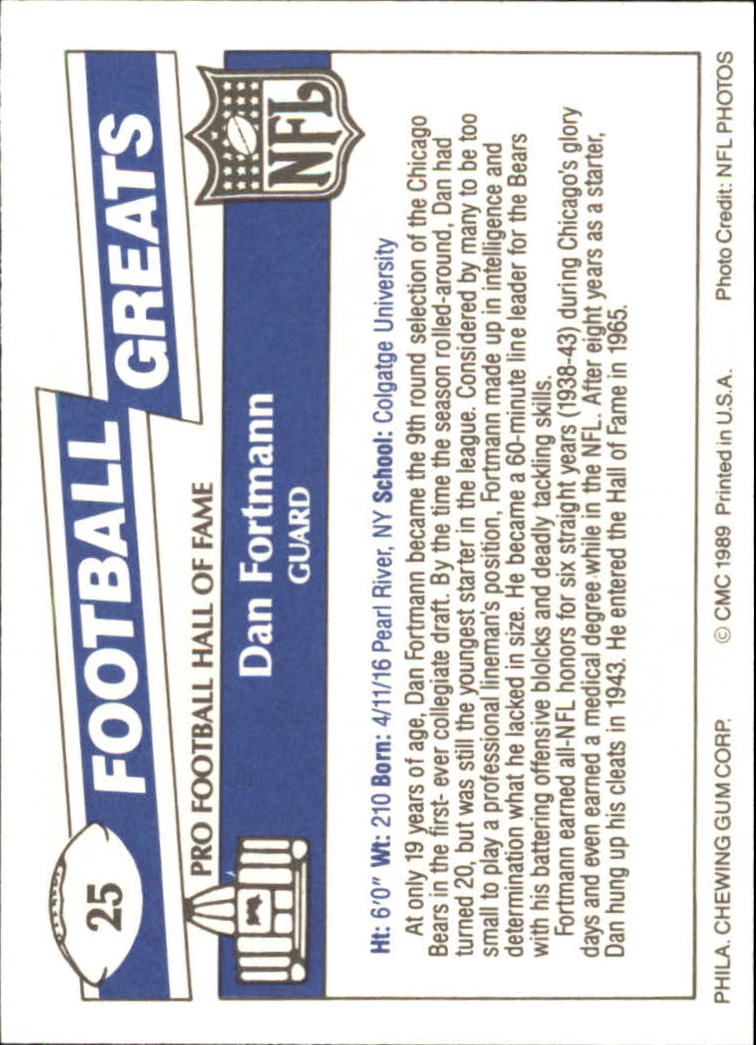 25
FOOTBALL
GREATS
PRO FOOTBALL HALL OF FAME
NFL
Dan Fortmann
GUARD
Ht: 6'0" Wt: 210 Born: 4/11/16 Pearl River, NY School: Colgatge University
At only 19 years of age, Dan Fortmann became the 9th round selection of the Chicago
Bears in the first- ever collegiate draft. By the time the season rolled-around, Dan had
turned 20, but was still the youngest starter in the league. Considered by many to be too
small to play a professional lineman's position, Fortmann made up in intelligence and
determination what he lacked in size. He became a 60-minute line leader for the Bears
with his battering offensive blolcks and deadly tackling skills.
Fortmann earned all-NFL honors for six straight years (1938-43) during Chicago's glory
days and even earned a medical degree while in the NFL. After eight years as a starter,
Dan hung up his cleats in 1943. He entered the Hall of Fame in 1965.
PHILA. CHEWING GUM CORP. © CMC 1989 Printed in U.S.A. Photo Credit: NFL PHOTOS